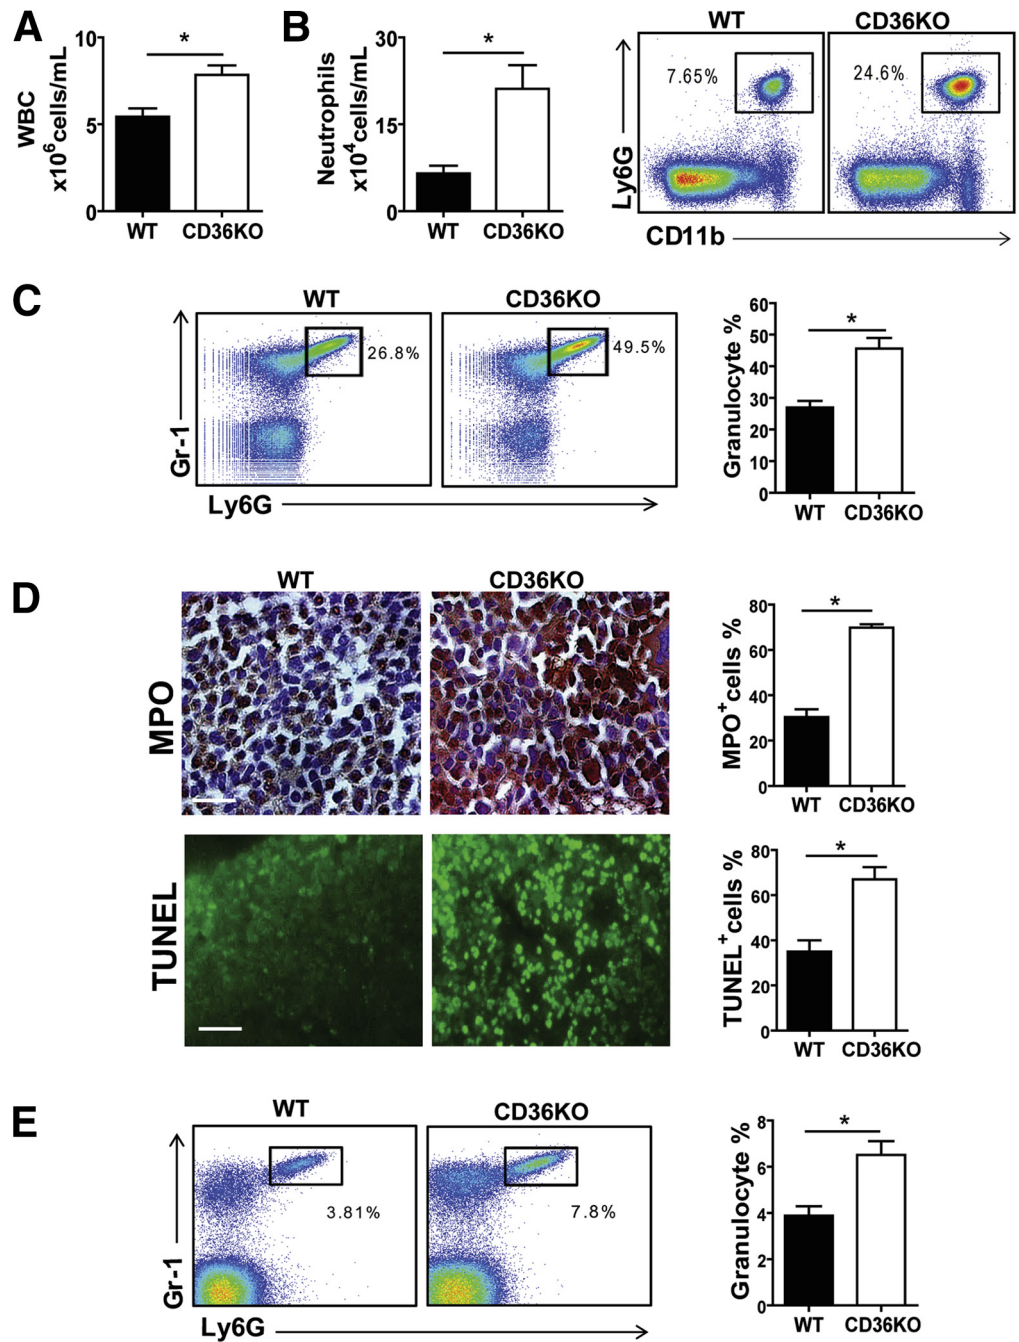 A
10
5
0
WBC
x10⁶cells/mL
*
WT
CD36KO
B
30
15
0
Neutrophils
x10⁴cells/mL
*
WT
CD36KO
WT
CD36KO
7.65%
24.6%
Ly6G
CD11b
C
WT
CD36KO
26.8%
49.5%
Gr-1
Ly6G
60
50
40
30
20
10
0
Granulocyte %
*
WT
CD36KO
D
WT
CD36KO
MPO
80
60
40
20
0
MPO⁺cells %
*
WT
CD36KO
TUNEL
80
60
40
20
0
TUNEL⁺cells %
*
WT
CD36KO
E
WT
CD36KO
3.81%
7.8%
Gr-1
Ly6G
8
6
4
2
0
Granulocyte %
*
WT
CD36KO